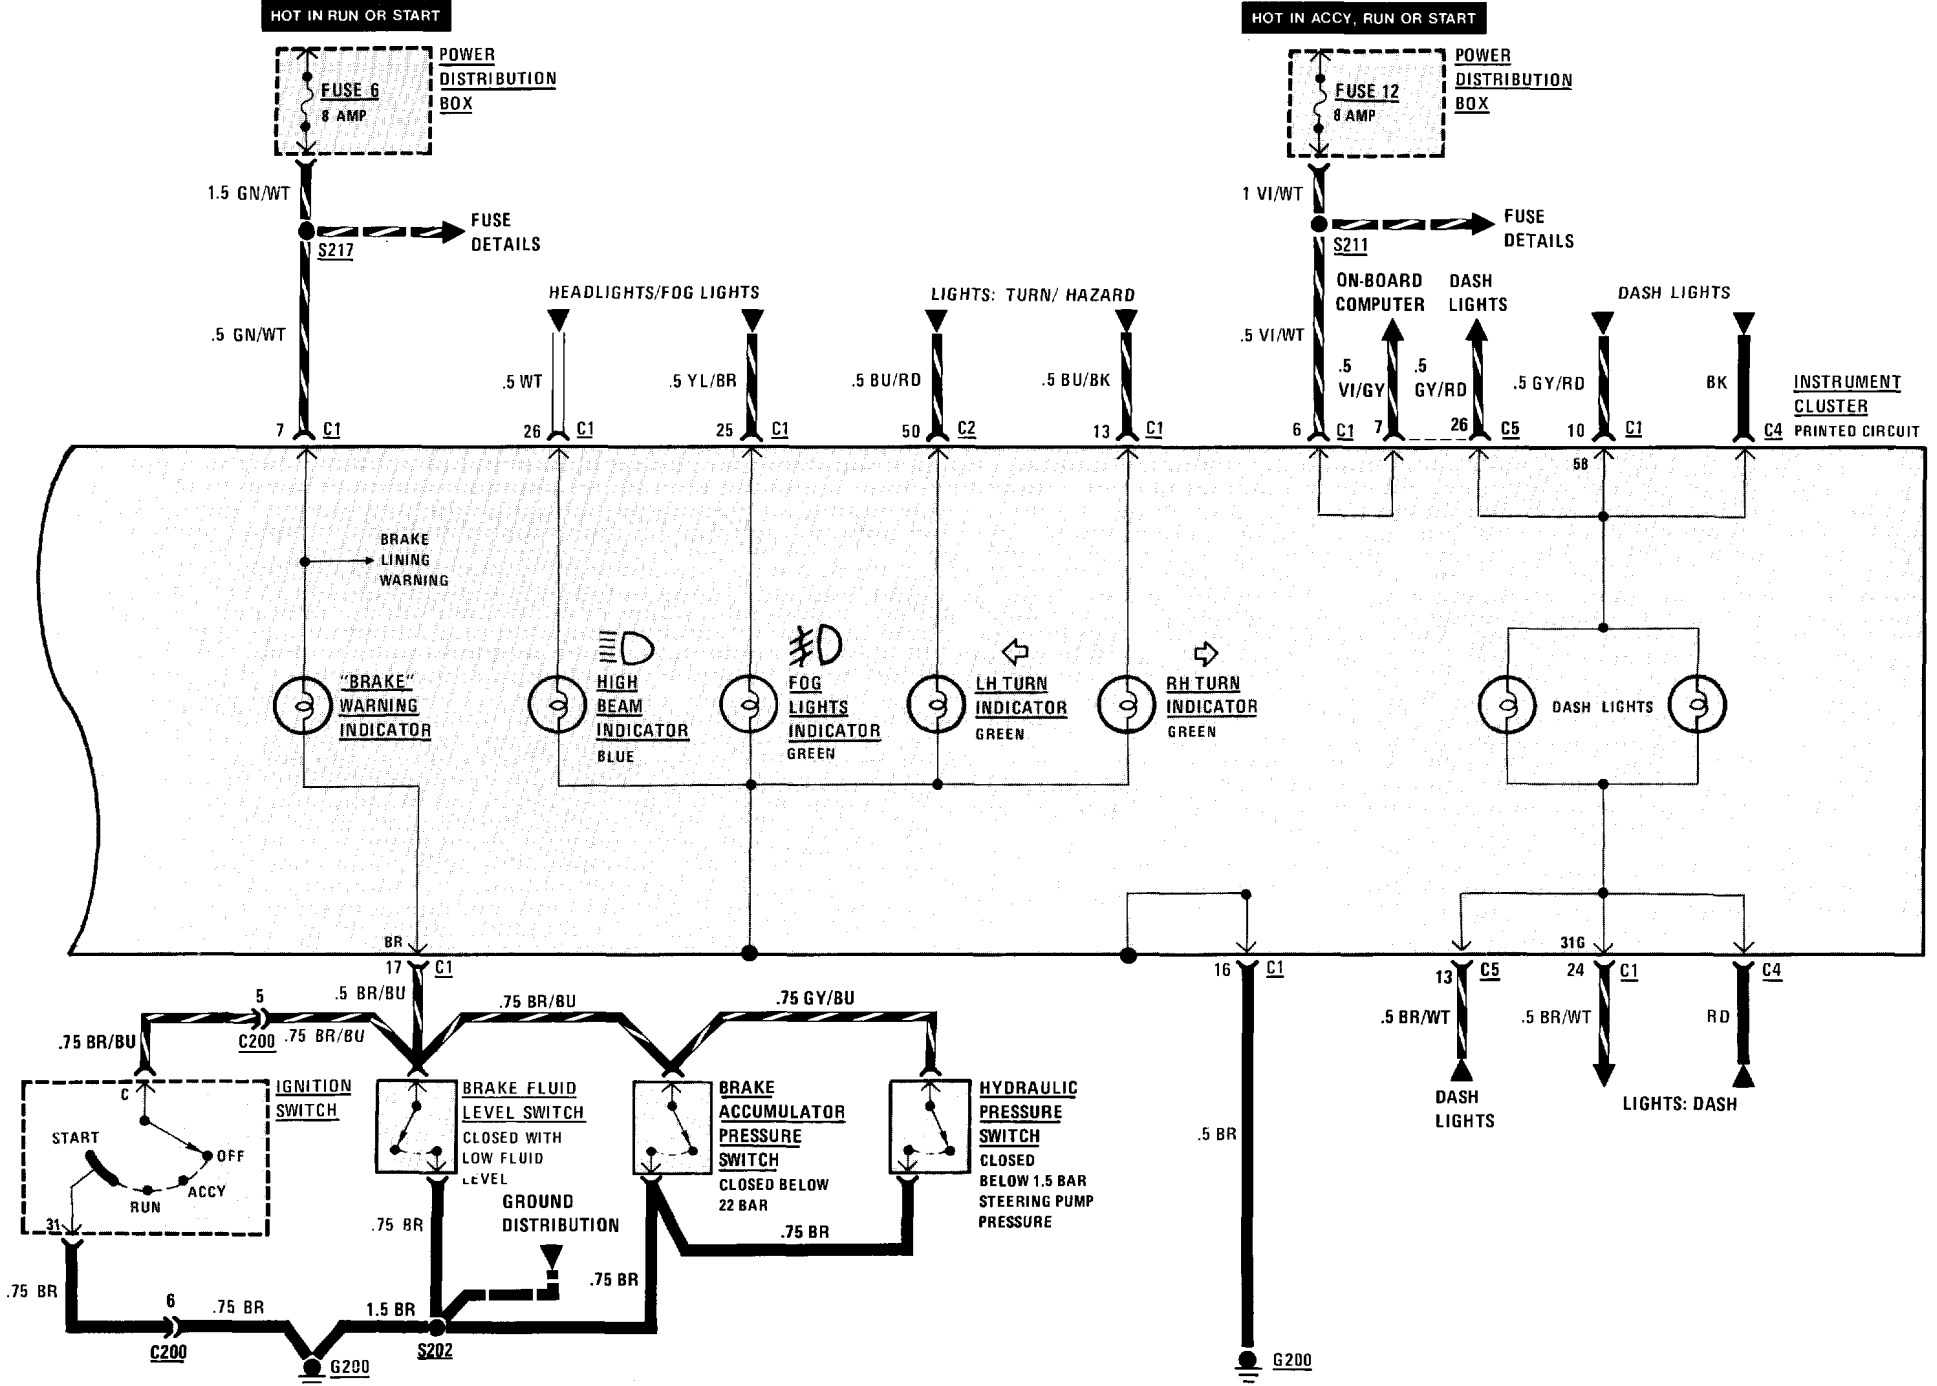 HOT IN RUN OR START
HOT IN ACCY, RUN OR START
POWER
DISTRIBUTION
BOX
FUSE 6
8 AMP
POWER
DISTRIBUTION
BOX
FUSE 12
8 AMP
1.5 GN/WT
FUSE
DETAILS
S217
1 VI/WT
FUSE
DETAILS
S211
.5 GN/WT
HEADLIGHTS/FOG LIGHTS
LIGHTS: TURN/ HAZARD
ON-BOARD
COMPUTER
DASH
LIGHTS
DASH LIGHTS
.5 WT
.5 YL/BR
.5 BU/RD
.5 BU/BK
.5 VI/WT
.5
VI/GY
.5
GY/RD
.5 GY/RD
BK
INSTRUMENT
CLUSTER
PRINTED CIRCUIT
7 C1
26 C1
25 C1
50 C2
13 C1
6 C1
7
26 C5
10 C1
C4
58
BRAKE
LINING
WARNING
"BRAKE"
WARNING
INDICATOR
HIGH
BEAM
INDICATOR
BLUE
FOG
LIGHTS
INDICATOR
GREEN
LH TURN
INDICATOR
GREEN
RH TURN
INDICATOR
GREEN
DASH LIGHTS
BR
31G
17 C1
16 C1
13 C5
24 C1
C4
.5 BR/BU
5
C200
.75 BR/BU
.75 BR/BU
.75 BR/BU
.75 GY/BU
.5 BR/WT
.5 BR/WT
RD
DASH
LIGHTS
LIGHTS: DASH
IGNITION
SWITCH
C
START
OFF
ACCY
RUN
31
BRAKE FLUID
LEVEL SWITCH
CLOSED WITH
LOW FLUID
LEVEL
BRAKE
ACCUMULATOR
PRESSURE
SWITCH
CLOSED BELOW
22 BAR
HYDRAULIC
PRESSURE
SWITCH
CLOSED
BELOW 1.5 BAR
STEERING PUMP
PRESSURE
.5 BR
GROUND
DISTRIBUTION
.75 BR
.75 BR
.75 BR
.75 BR
6
C200
.75 BR
1.5 BR
S202
G200
G200